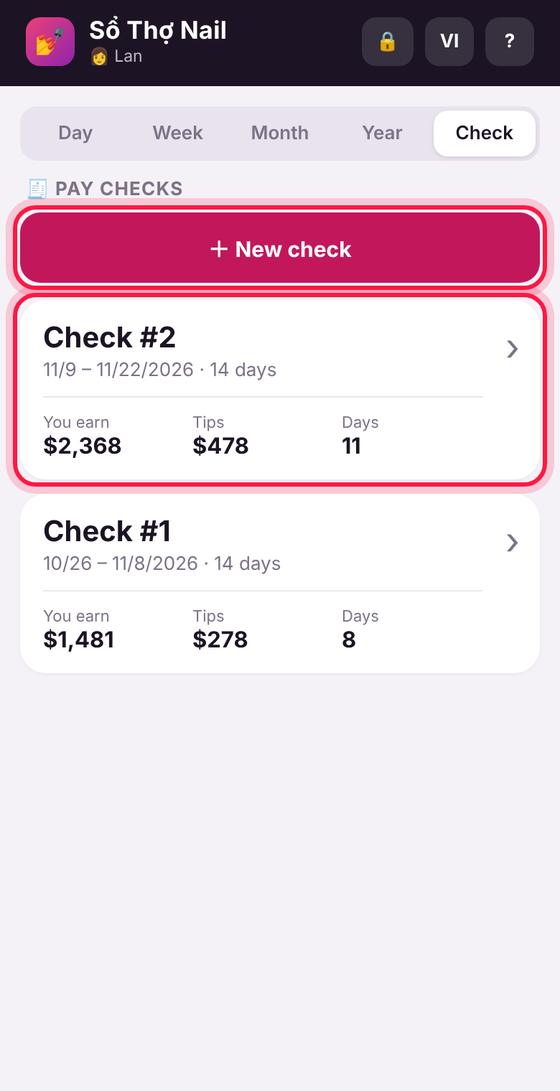 Sổ Thợ Nail
👩 Lan
VI
?
Day
Week
Month
Year
Check
🧾 PAY CHECKS
+ New check
Check #2
11/9 – 11/22/2026 · 14 days
You earn
Tips
Days
$2,368
$478
11
Check #1
10/26 – 11/8/2026 · 14 days
You earn
Tips
Days
$1,481
$278
8